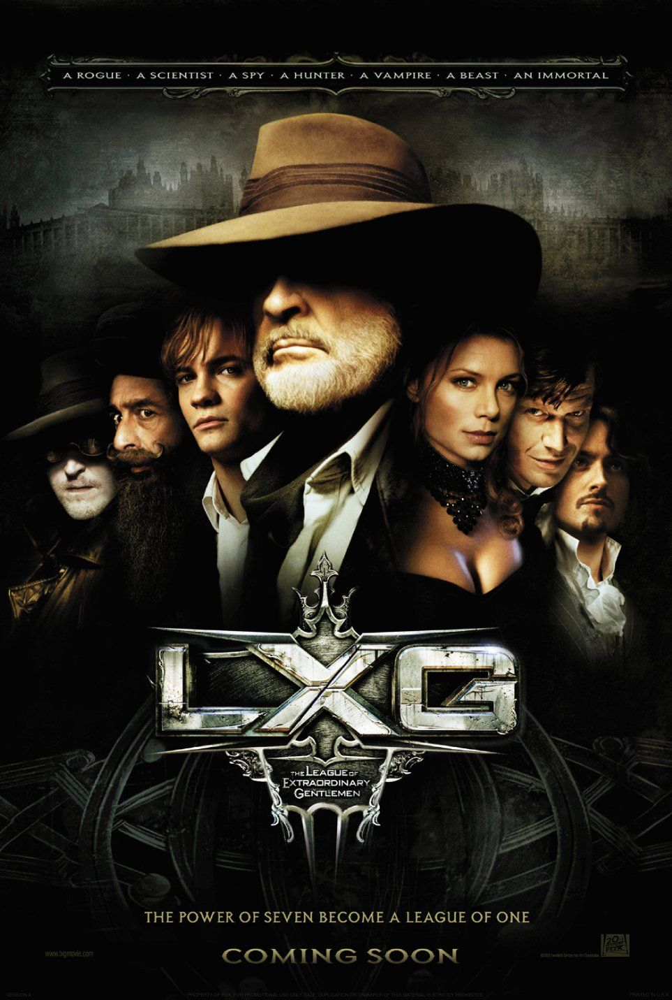 A ROGUE · A SCIENTIST · A SPY · A HUNTER · A VAMPIRE · A BEAST · AN IMMORTAL
LXG
THE LEAGUE OF
EXTRAORDINARY
GENTLEMEN
THE POWER OF SEVEN BECOME A LEAGUE OF ONE
www.lxgmovie.com
COMING SOON
©2003 Twentieth Century Fox Film Corporation
20th
CENTURY
FOX
VERSION A
PROPERTY OF FOX. FOR PROMOTIONAL USE ONLY. SALE, DUPLICATION OR TRANSFER OF THIS MATERIAL IS STRICTLY PROHIBITED.
PRINTED IN U.S.A.